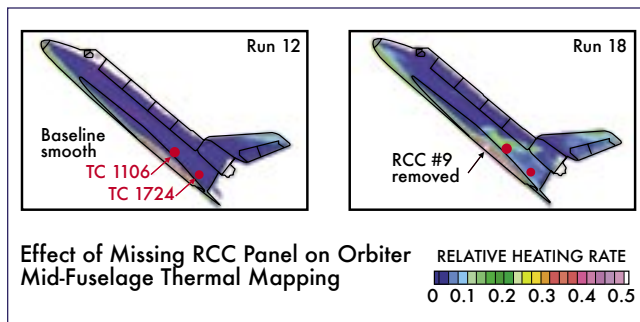 Run 12
Baseline
smooth
TC 1106
TC 1724
Run 18
RCC #9
removed
Effect of Missing RCC Panel on Orbiter
Mid-Fuselage Thermal Mapping
RELATIVE HEATING RATE
0 0.1 0.2 0.3 0.4 0.5